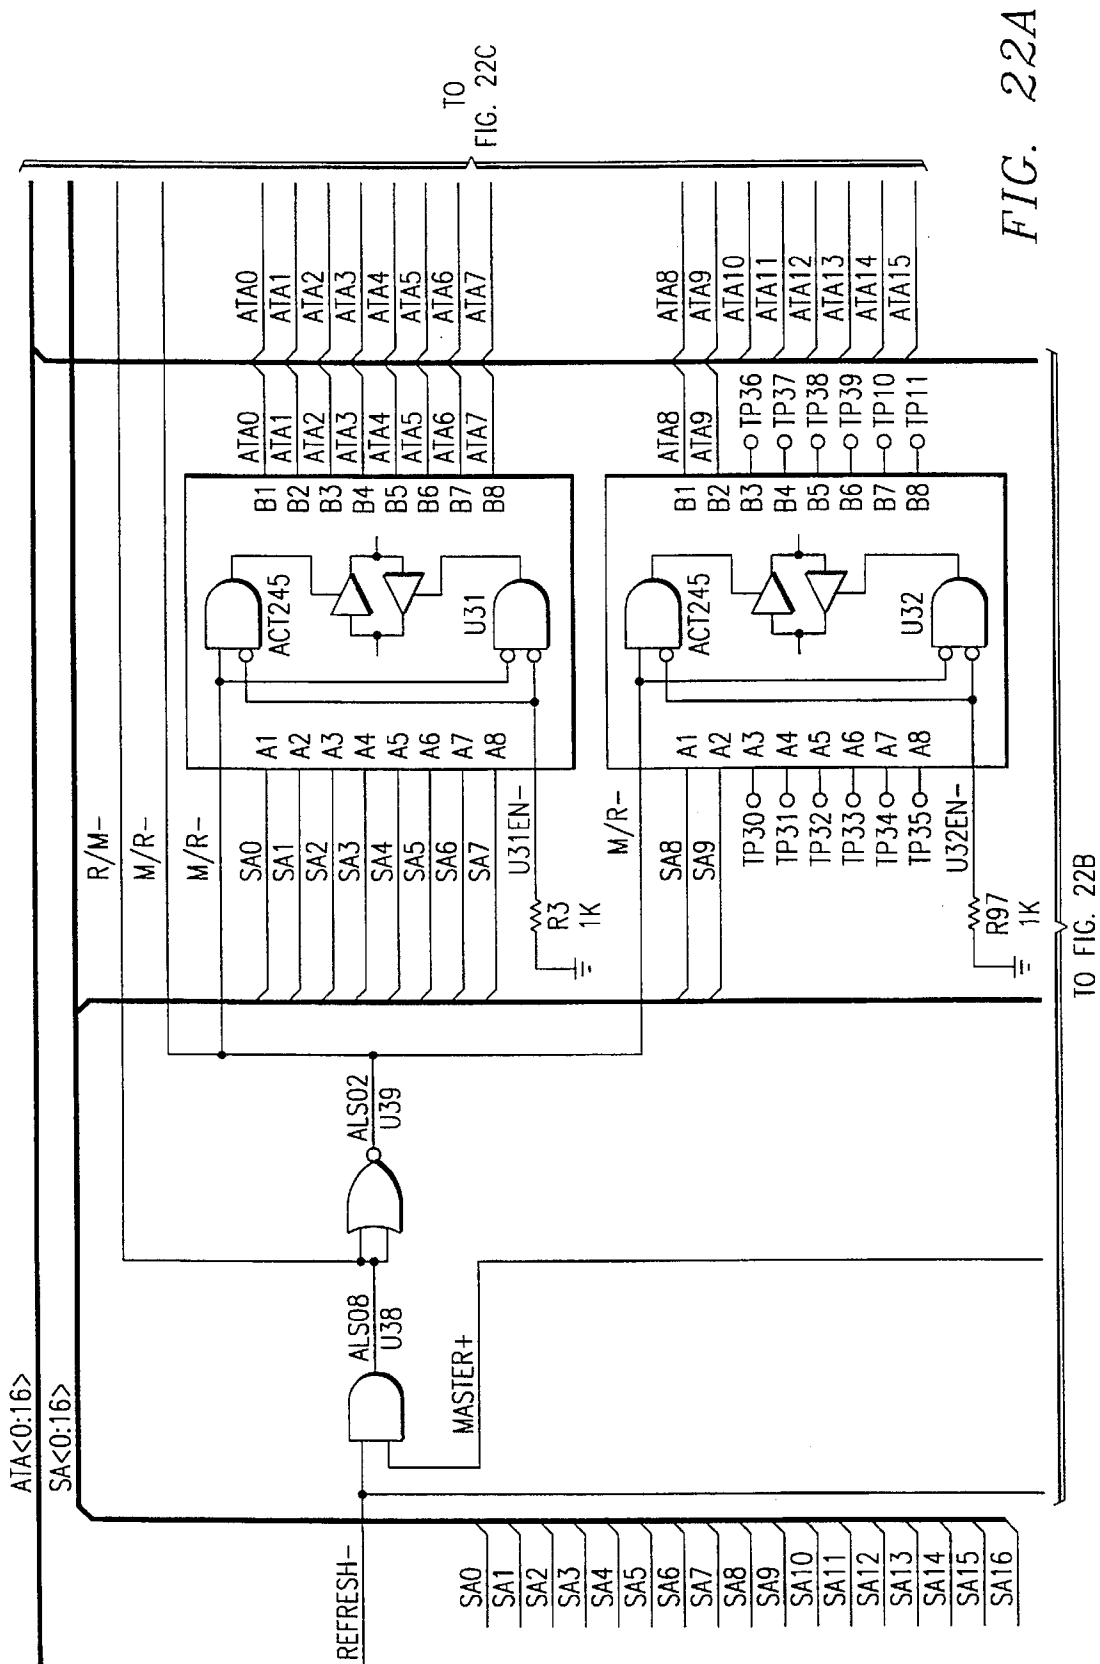 ATA<0:16>
SA<0:16>
REFRESH-
SA0
SA1
SA2
SA3
SA4
SA5
SA6
SA7
SA8
SA9
SA10
SA11
SA12
SA13
SA14
SA15
SA16
ALS08
U38
MASTER+
ALS02
U39
R/M-
M/R-
M/R-
SA0
SA1
SA2
SA3
SA4
SA5
SA6
SA7
U31EN-
R3
1K
A1
A2
A3
A4
A5
A6
A7
A8
ACT245
U31
B1
B2
B3
B4
B5
B6
B7
B8
ATA0
ATA1
ATA2
ATA3
ATA4
ATA5
ATA6
ATA7
ATA0
ATA1
ATA2
ATA3
ATA4
ATA5
ATA6
ATA7
M/R-
SA8
SA9
TP30
TP31
TP32
TP33
TP34
TP35
U32EN-
R97
1K
A1
A2
A3
A4
A5
A6
A7
A8
ACT245
U32
B1
B2
B3
B4
B5
B6
B7
B8
ATA8
ATA9
TP36
TP37
TP38
TP39
TP10
TP11
ATA8
ATA9
ATA10
ATA11
ATA12
ATA13
ATA14
ATA15
TO
FIG. 22C
TO FIG. 22B
FIG. 22A